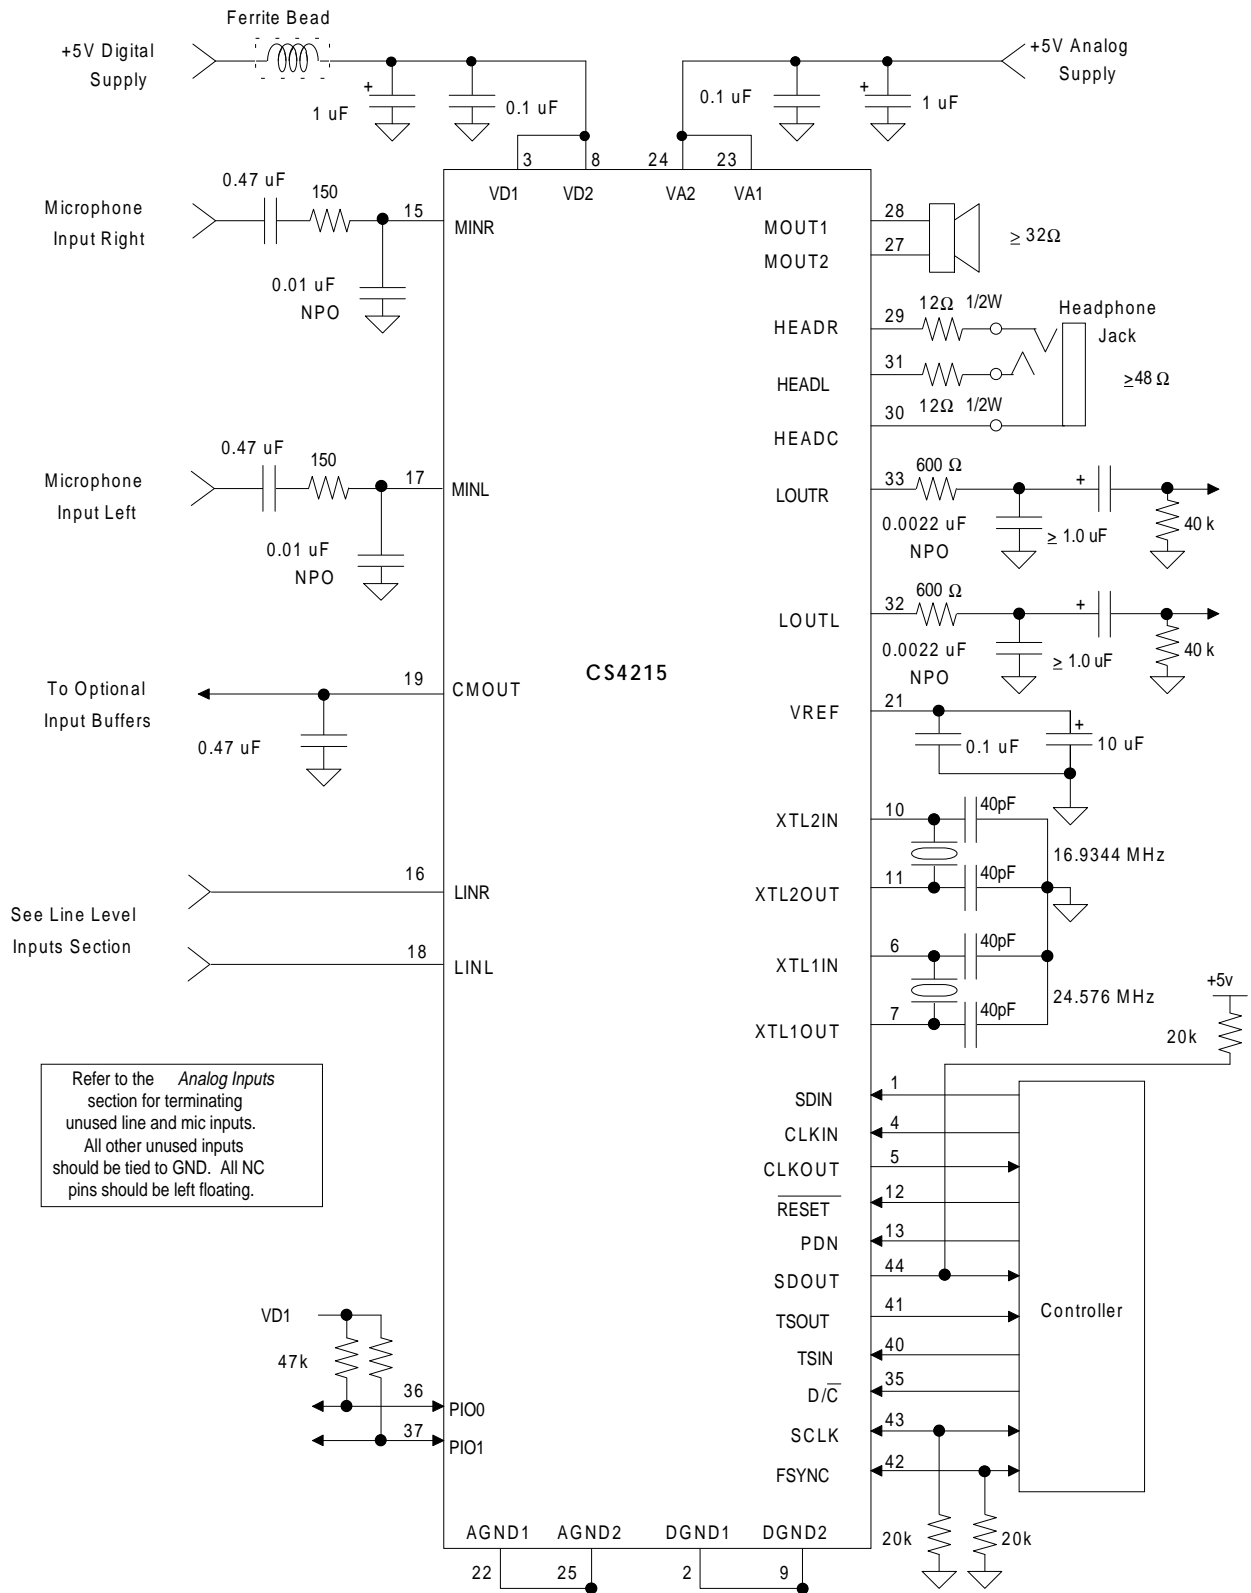 Ferrite Bead
+5V Digital
Supply
+
1 uF
0.1 uF
+5V Analog
Supply
0.1 uF
+
1 uF
3
8
24
23
VD1
VD2
VA2
VA1
Microphone
Input Right
0.47 uF
150
15
MINR
0.01 uF
NPO
Microphone
Input Left
0.47 uF
150
17
MINL
0.01 uF
NPO
To Optional
Input Buffers
19
CMOUT
0.47 uF
See Line Level
Inputs Section
16
LINR
18
LINL
Refer to the Analog Inputs
section for terminating
unused line and mic inputs.
All other unused inputs
should be tied to GND. All NC
pins should be left floating.
VD1
47k
36
PIO0
37
PIO1
CS4215
MOUT1
28
MOUT2
27
≥ 32Ω
HEADR
29
12Ω 1/2W
Headphone
Jack
HEADL
31
≥48 Ω
12Ω 1/2W
HEADC
30
LOUTR
33
600 Ω
+
0.0022 uF
NPO
≥ 1.0 uF
40 k
LOUTL
32
600 Ω
+
0.0022 uF
NPO
≥ 1.0 uF
40 k
VREF
21
0.1 uF
+
10 uF
XTL2IN
10
40pF
16.9344 MHz
XTL2OUT
11
40pF
XTL1IN
6
40pF
24.576 MHz
XTL1OUT
7
40pF
+5v
20k
SDIN
1
CLKIN
4
CLKOUT
5
RESET
12
PDN
13
SDOUT
44
TSOUT
41
TSIN
40
D/C
35
SCLK
43
FSYNC
42
Controller
20k
20k
AGND1
AGND2
DGND1
DGND2
22
25
2
9